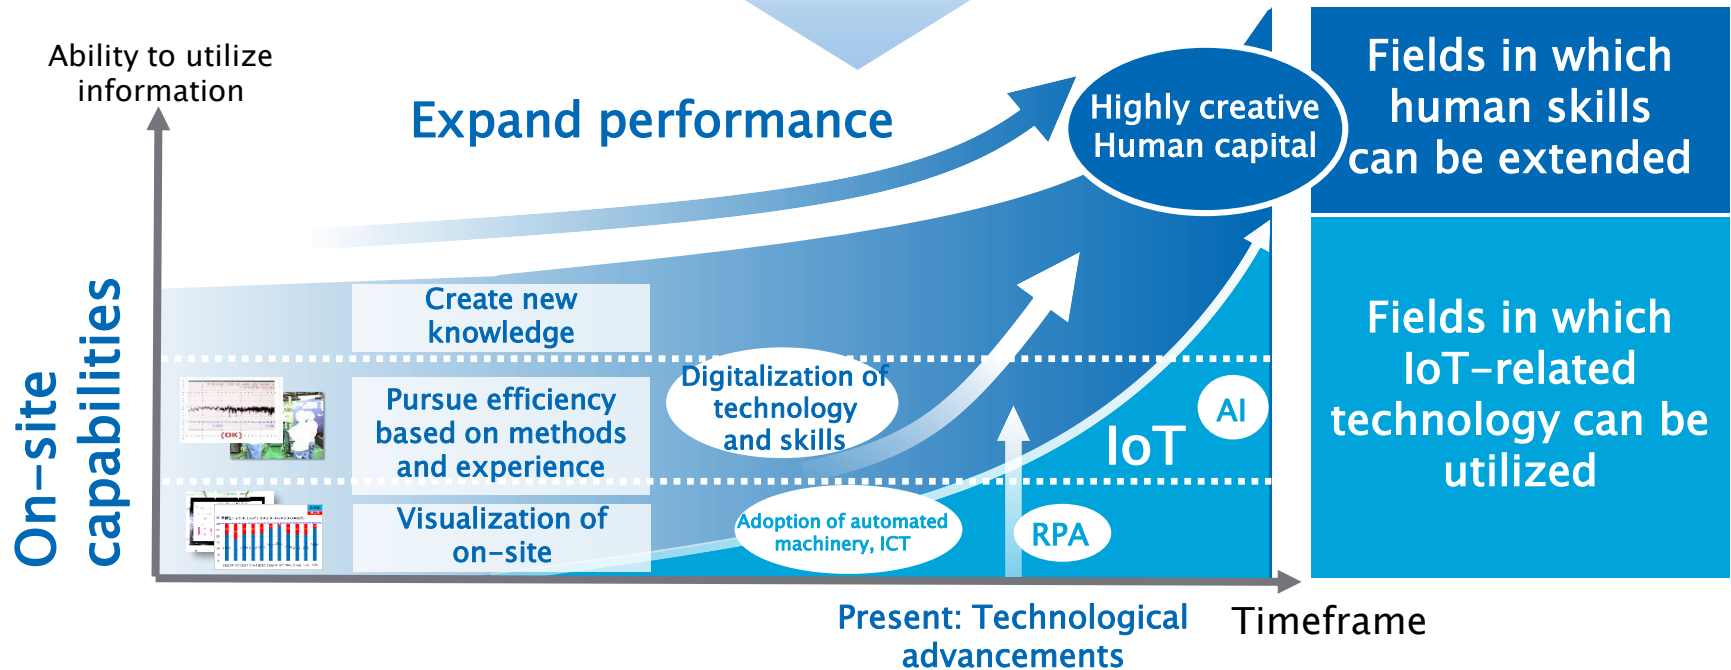 Ability to utilize
information
Expand performance
Highly creative
Human capital
Fields in which
human skills
can be extended
On-site
capabilities
Create new
knowledge
Pursue efficiency
based on methods
and experience
Visualization of
on-site
(OK)
Digitalization of
technology
and skills
Adoption of automated
machinery, ICT
RPA
IoT
AI
Fields in which
IoT-related
technology can be
utilized
Present: Technological
advancements
Timeframe